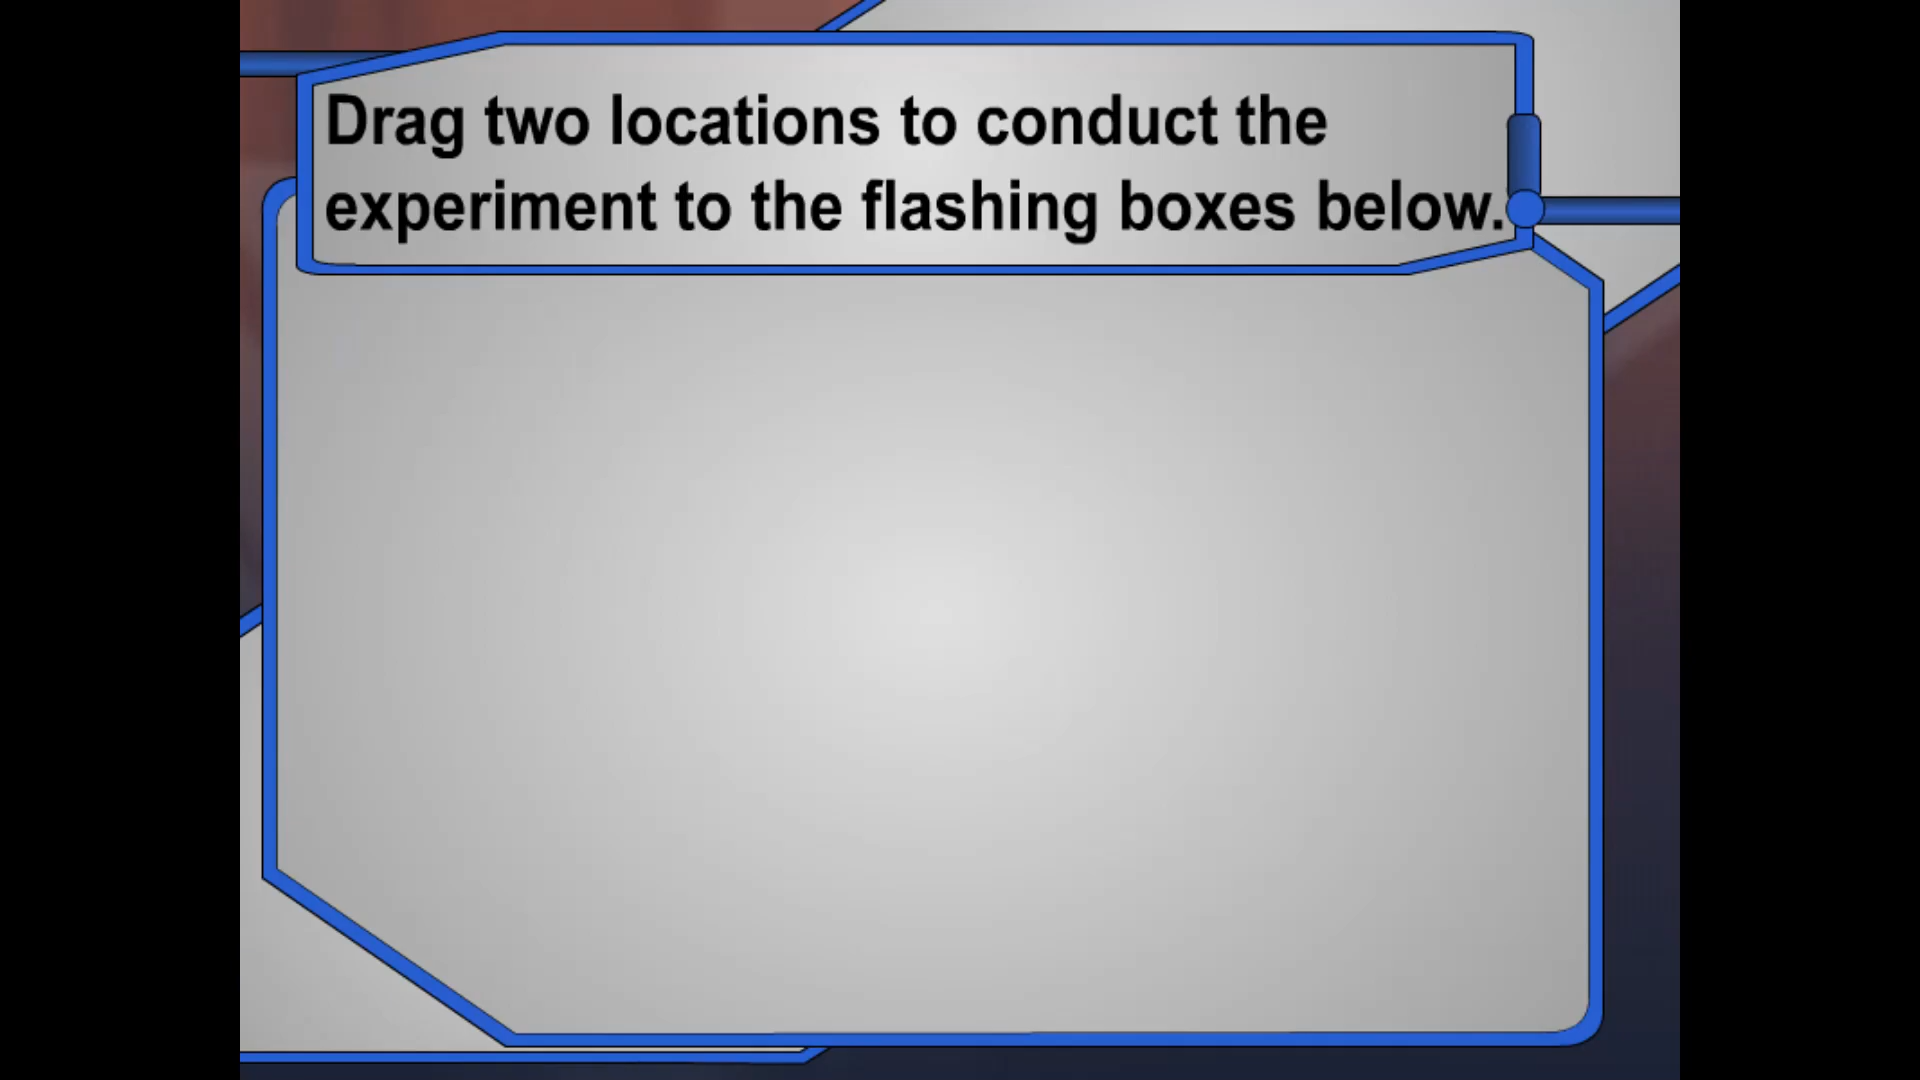 Drag two locations to conduct the
experiment to the flashing boxes below.